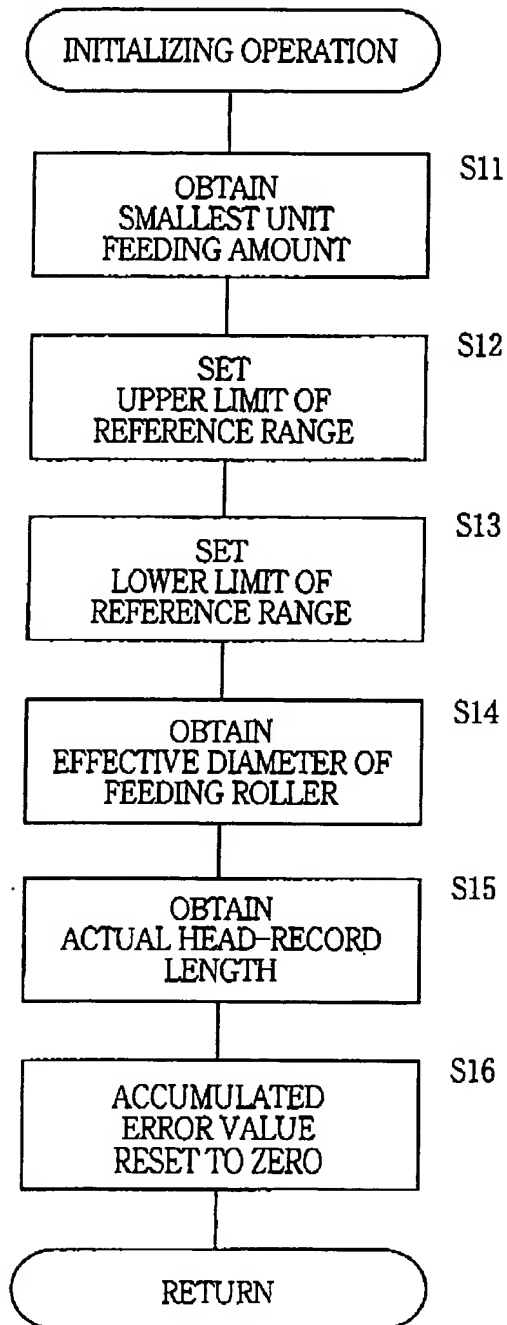 INITIALIZING OPERATION
S11
OBTAIN
SMALLEST UNIT
FEEDING AMOUNT
S12
SET
UPPER LIMIT OF
REFERENCE RANGE
S13
SET
LOWER LIMIT OF
REFERENCE RANGE
S14
OBTAIN
EFFECTIVE DIAMETER OF
FEEDING ROLLER
S15
OBTAIN
ACTUAL HEAD-RECORD
LENGTH
S16
ACCUMULATED
ERROR VALUE
RESET TO ZERO
RETURN